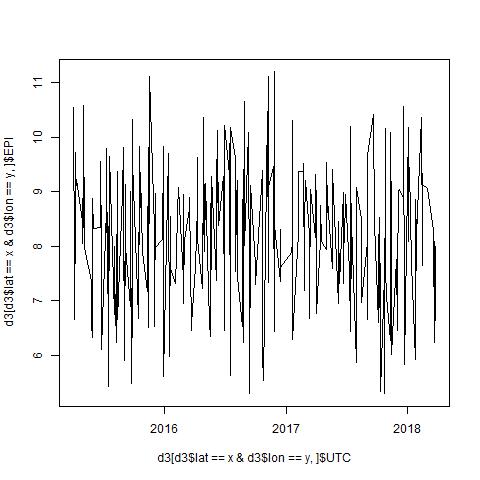 d3[d3$lat == x & d3$lon == y, ]$EPI
11
10
9
8
7
6
2016 2017 2018
d3[d3$lat == x & d3$lon == y, ]$UTC